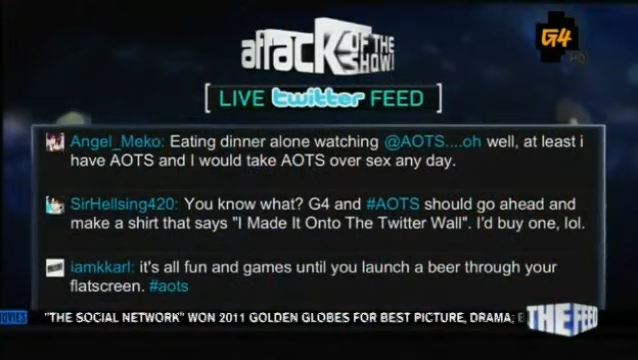 attack OF THE SHOW!
G4 HD
[ LIVE twitter FEED ]
Angel_Meko: Eating dinner alone watching @AOTS....oh well, at least i
have AOTS and I would take AOTS over sex any day.
SirHellsing420: You know what? G4 and #AOTS should go ahead and
make a shirt that says "I Made It Onto The Twitter Wall". I'd buy one, lol.
iamkkarl: it's all fun and games until you launch a beer through your
flatscreen. #aots
"THE SOCIAL NETWORK" WON 2011 GOLDEN GLOBES FOR BEST PICTURE, DRAMA;
THE FEED